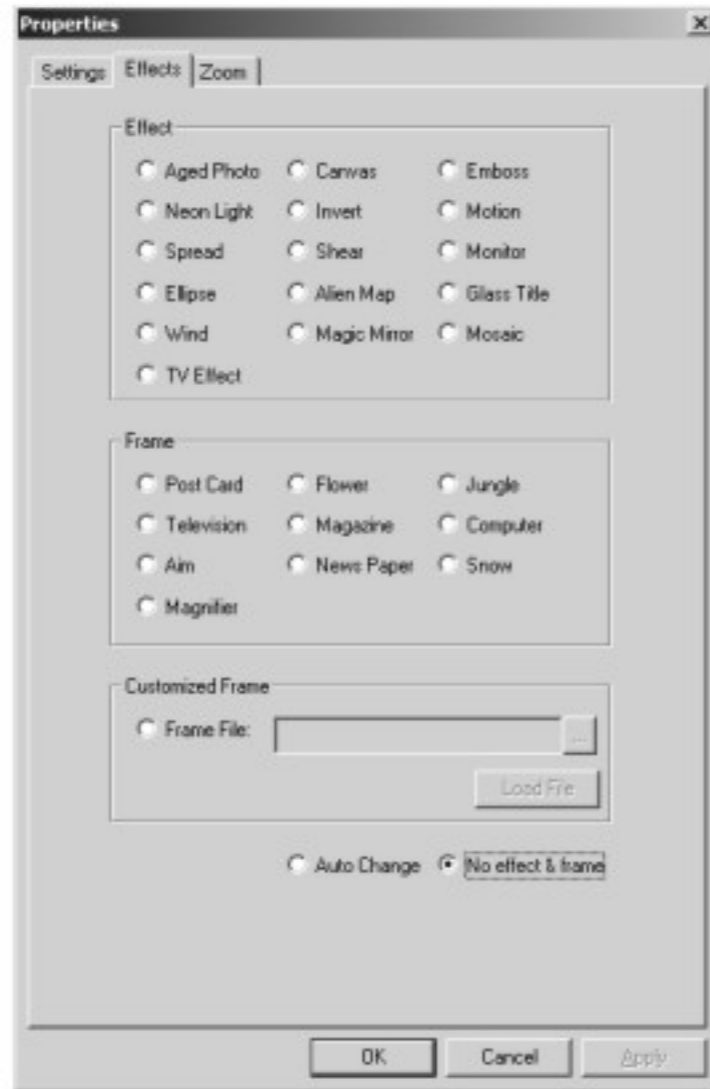 Properties
Settings Effects Zoom
Effect
Aged Photo Canvas Emboss
Neon Light Invert Motion
Spread Shear Monitor
Ellipse Alien Map Glass Title
Wind Magic Mirror Mosaic
TV Effect
Frame
Post Card Flower Jungle
Television Magazine Computer
Aim News Paper Snow
Magnifier
Customized Frame
Frame File: ...
Load File
Auto Change No effect & frame
OK Cancel Apply